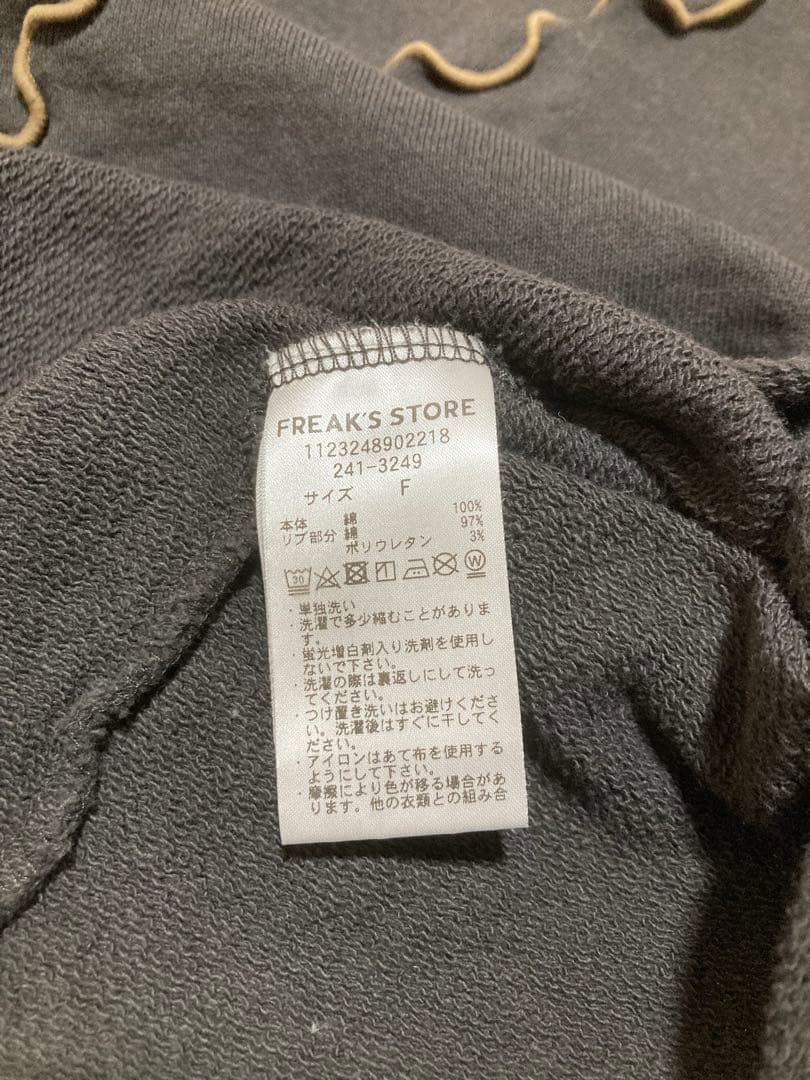 FREAK'S STORE
1123248902218
241-3249
サイズ F
本体 綿 100%
リブ部分 綿 97%
ポリウレタン 3%
30 W
・単独洗い
・洗濯で多少縮むことがありま
す。
・蛍光増白剤入り洗剤を使用し
ないで下さい。
・洗濯の際は裏返しにして洗っ
てください。
・つけ置き洗いはお避けくださ
い。洗濯後はすぐに干してく
ださい。
・アイロンはあて布を使用する
ようにして下さい。
・摩擦により色が移る場合があ
ります。他の衣類との組み合